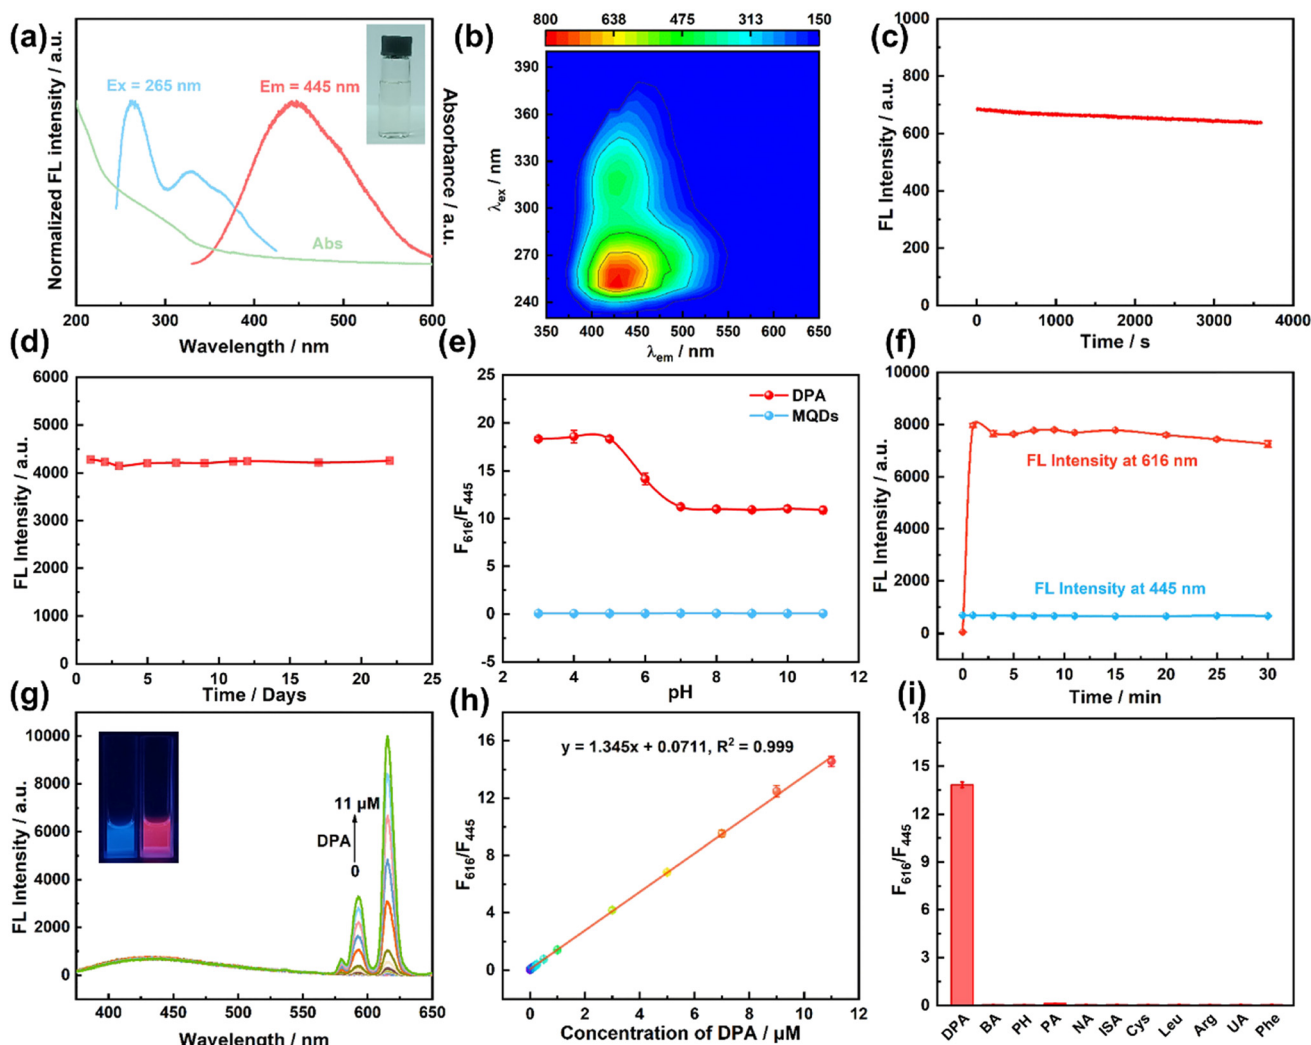 (a)
Normalized FL intensity / a.u.
Ex = 265 nm
Em = 445 nm
Abs
Absorbance / a.u.
200 300 400 500 600
Wavelength / nm
(b)
800 638 475 313 150
390
360
330
300
270
240
λex / nm
350 400 450 500 550 600 650
λem / nm
(c)
1000
800
600
400
200
0
FL Intensity / a.u.
0 1000 2000 3000 4000
Time / s
(d)
6000
5000
4000
3000
2000
1000
0
FL Intensity / a.u.
0 5 10 15 20 25
Time / Days
(e)
25
20
15
10
5
0
-5
F616/F445
DPA
MQDs
2 4 6 8 10 12
pH
(f)
10000
8000
6000
4000
2000
0
FL Intensity / a.u.
FL Intensity at 616 nm
FL Intensity at 445 nm
0 5 10 15 20 25 30
Time / min
(g)
10000
8000
6000
4000
2000
0
FL Intensity / a.u.
11 μM
DPA
0
400 450 500 550 600 650
Wavelength / nm
(h)
16
12
8
4
0
F616/F445
y = 1.345x + 0.0711, R2 = 0.999
0 2 4 6 8 10 12
Concentration of DPA / μM
(i)
18
15
12
9
6
3
0
F616/F445
DPA BA PH PA NA ISA Cys Leu Arg UA Phe